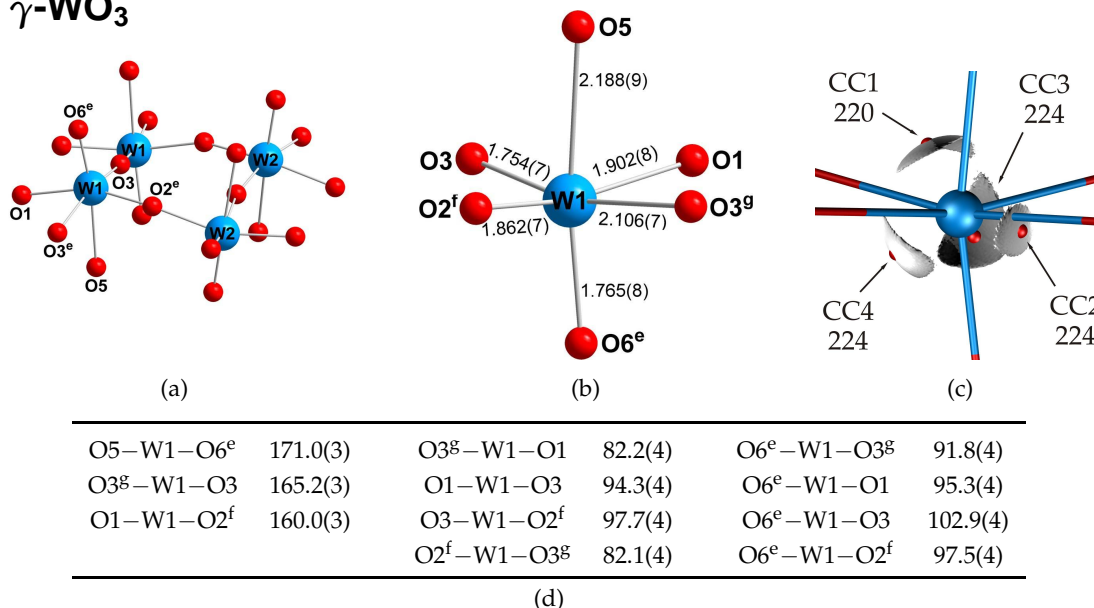 γ-WO3
O6e
W1
W2
O3
W1
O2e
O1
W2
O3e
O5
(a)
O5
2.188(9)
O3
1.754(7)
1.902(8)
O1
W1
O2f
O3g
1.862(7)
2.106(7)
1.765(8)
O6e
(b)
CC1
220
CC3
224
CC4
224
CC2
224
(c)
O5−W1−O6e 171.0(3) O3g−W1−O1 82.2(4) O6e−W1−O3g 91.8(4)
O3g−W1−O3 165.2(3) O1−W1−O3 94.3(4) O6e−W1−O1 95.3(4)
O1−W1−O2f 160.0(3) O3−W1−O2f 97.7(4) O6e−W1−O3 102.9(4)
O2f−W1−O3g 82.1(4) O6e−W1−O2f 97.5(4)
(d)